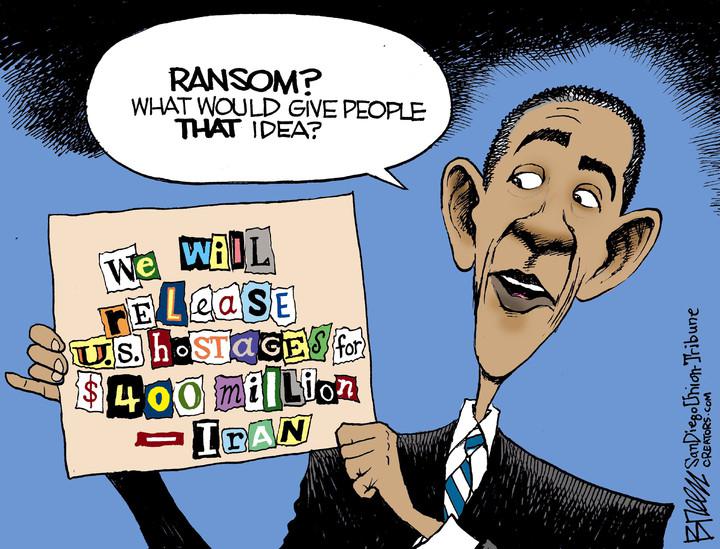 RANSOM?
WHAT WOULD GIVE PEOPLE
THAT IDEA?
We WiLL
reLeaSE
U.S. hoSTAGES for
$400 miLLion
- IrAN
BREEN SanDiegoUnion-Tribune
CREATORS.COM